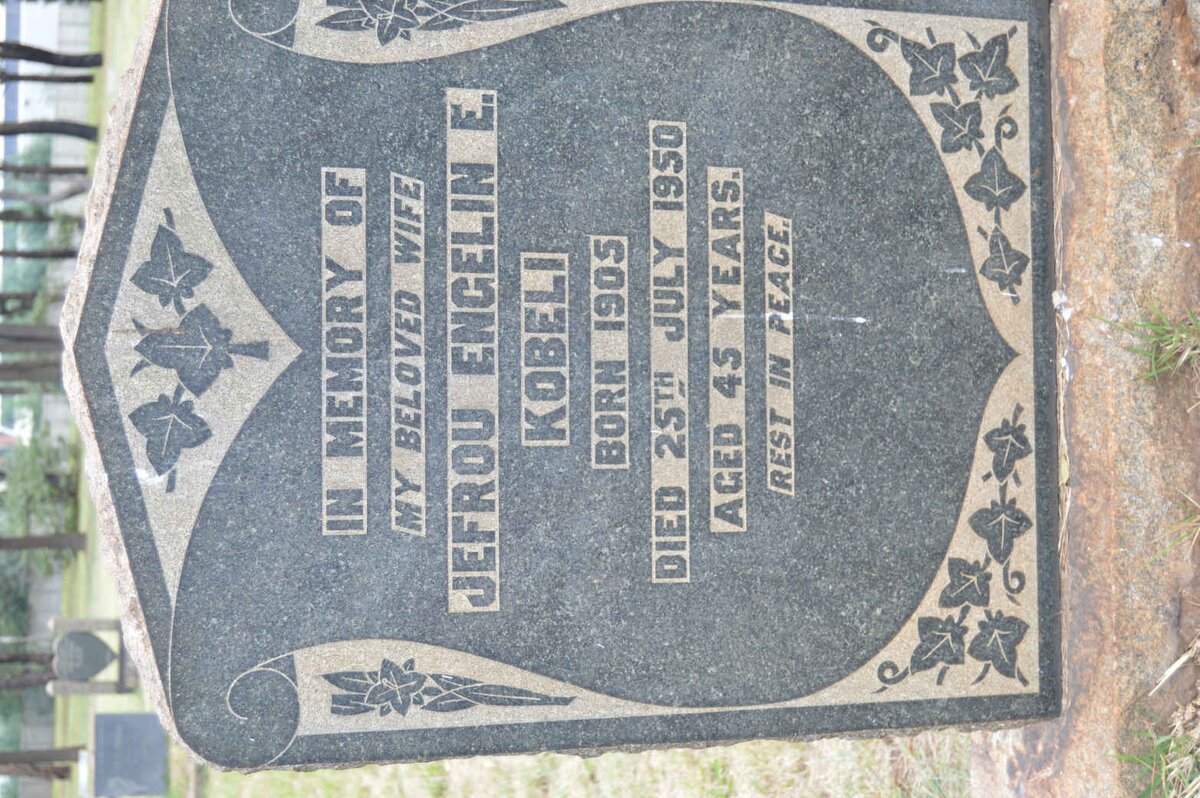 IN MEMORY OF
MY BELOVED WIFE
JEFROU ENGELIN E.
KOBELI
BORN 1905
DIED 25TH JULY 1950
AGED 45 YEARS.
REST IN PEACE.